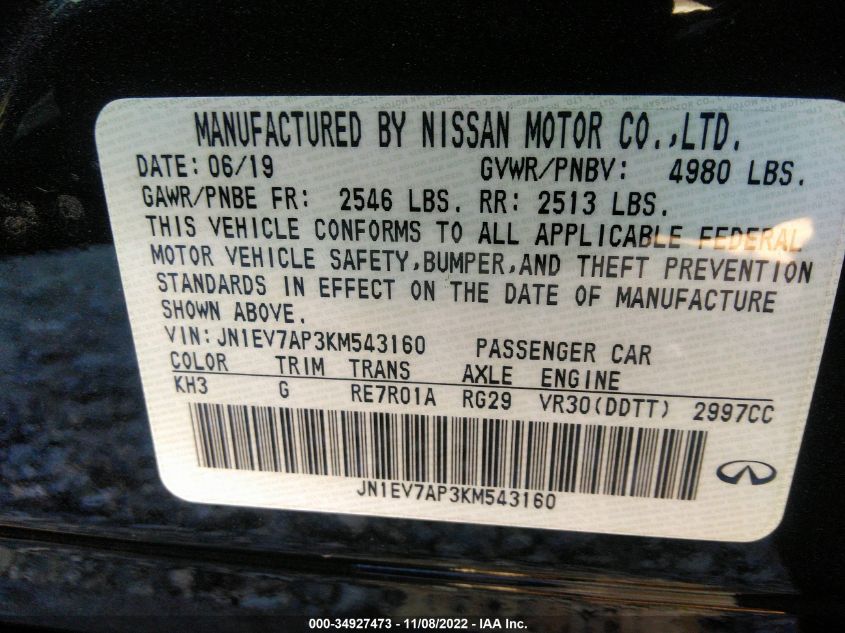 MANUFACTURED BY NISSAN MOTOR CO.,LTD.
DATE: 06/19 GVWR/PNBV: 4980 LBS.
GAWR/PNBE FR: 2546 LBS. RR: 2513 LBS.
THIS VEHICLE CONFORMS TO ALL APPLICABLE FEDERAL
MOTOR VEHICLE SAFETY,BUMPER,AND THEFT PREVENTION
STANDARDS IN EFFECT ON THE DATE OF MANUFACTURE
SHOWN ABOVE.
VIN:JN1EV7AP3KM543160 PASSENGER CAR
COLOR TRIM TRANS AXLE ENGINE
KH3 G RE7R01A RG29 VR30(DDTT) 2997CC
JN1EV7AP3KM543160
000-34927473 — 11/08/2022 — IAA Inc.